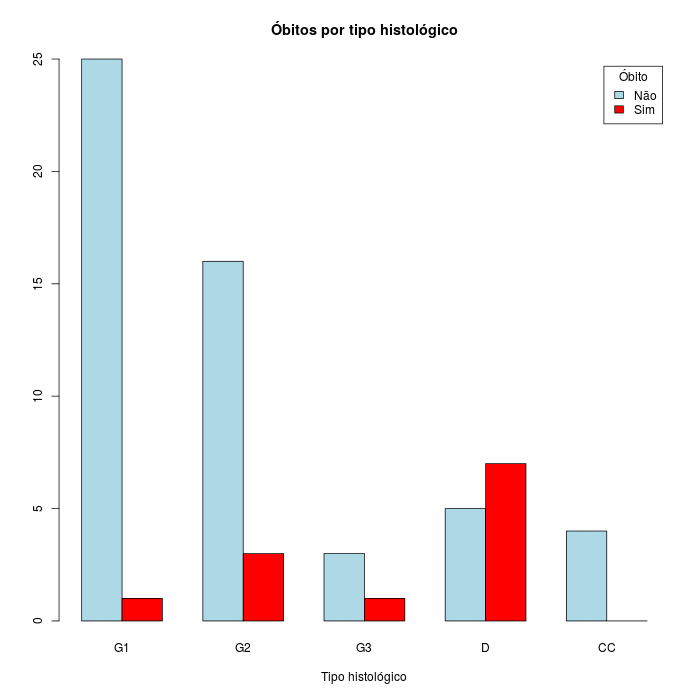 Óbitos por tipo histológico
Óbito
Não
Sim
25
20
15
10
5
0
G1 G2 G3 D CC
Tipo histológico